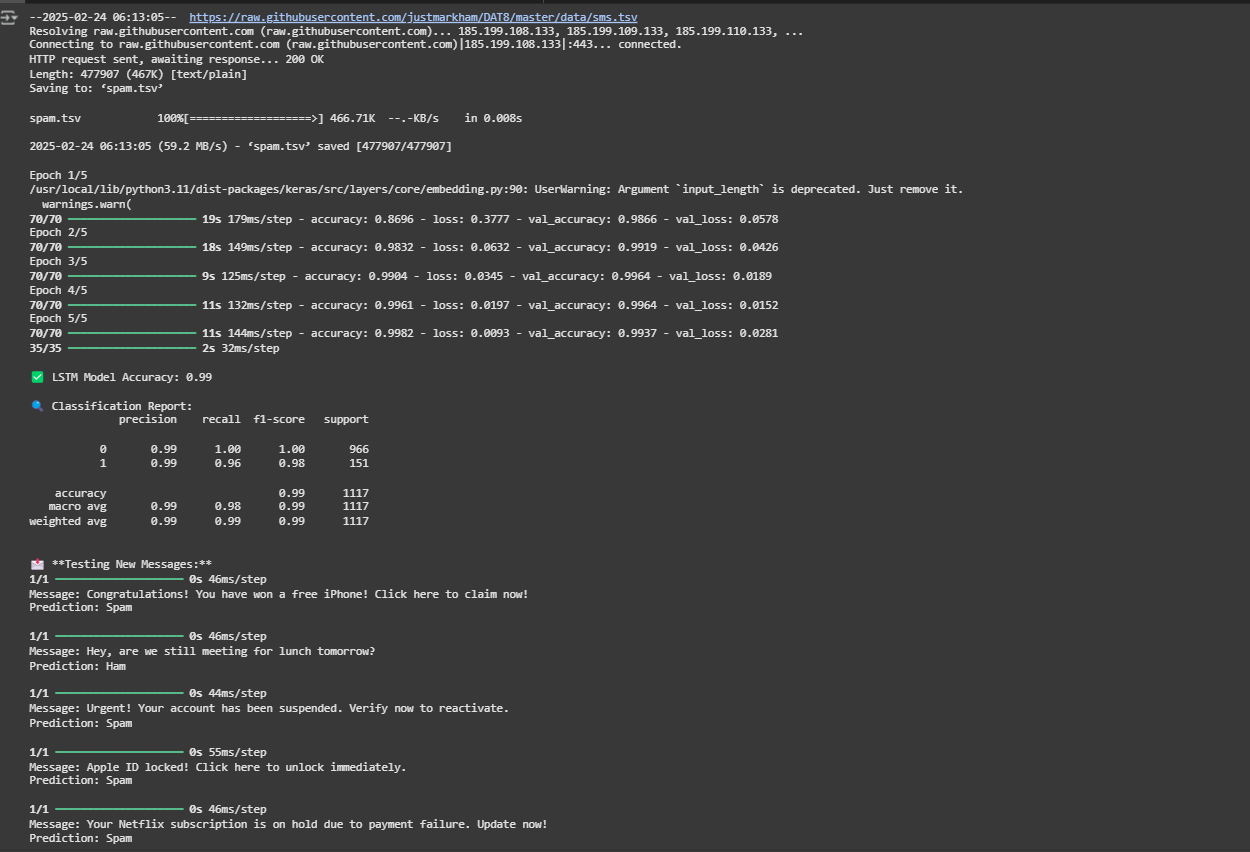 --2025-02-24 06:13:05--  https://raw.githubusercontent.com/justmarkham/DAT8/master/data/sms.tsv
Resolving raw.githubusercontent.com (raw.githubusercontent.com)... 185.199.108.133, 185.199.109.133, 185.199.110.133, ...
Connecting to raw.githubusercontent.com (raw.githubusercontent.com)|185.199.108.133|:443... connected.
HTTP request sent, awaiting response... 200 OK
Length: 477907 (467K) [text/plain]
Saving to: ‘spam.tsv’
spam.tsv            100%[===================>] 466.71K  --.-KB/s    in 0.008s
2025-02-24 06:13:05 (59.2 MB/s) - ‘spam.tsv’ saved [477907/477907]
Epoch 1/5
/usr/local/lib/python3.11/dist-packages/keras/src/layers/core/embedding.py:90: UserWarning: Argument `input_length` is deprecated. Just remove it.
  warnings.warn(
70/70 ━━━━━━━━━━━━━━━━━━━━ 19s 179ms/step - accuracy: 0.8696 - loss: 0.3777 - val_accuracy: 0.9866 - val_loss: 0.0578
Epoch 2/5
70/70 ━━━━━━━━━━━━━━━━━━━━ 18s 149ms/step - accuracy: 0.9832 - loss: 0.0632 - val_accuracy: 0.9919 - val_loss: 0.0426
Epoch 3/5
70/70 ━━━━━━━━━━━━━━━━━━━━ 9s 125ms/step - accuracy: 0.9904 - loss: 0.0345 - val_accuracy: 0.9964 - val_loss: 0.0189
Epoch 4/5
70/70 ━━━━━━━━━━━━━━━━━━━━ 11s 132ms/step - accuracy: 0.9961 - loss: 0.0197 - val_accuracy: 0.9964 - val_loss: 0.0152
Epoch 5/5
70/70 ━━━━━━━━━━━━━━━━━━━━ 11s 144ms/step - accuracy: 0.9982 - loss: 0.0093 - val_accuracy: 0.9937 - val_loss: 0.0281
35/35 ━━━━━━━━━━━━━━━━━━━━ 2s 32ms/step
✅ LSTM Model Accuracy: 0.99
🔍 Classification Report:
              precision    recall  f1-score   support
           0       0.99      1.00      1.00       966
           1       0.99      0.96      0.98       151
    accuracy                           0.99      1117
   macro avg       0.99      0.98      0.99      1117
weighted avg       0.99      0.99      0.99      1117
📩 **Testing New Messages:**
1/1 ━━━━━━━━━━━━━━━━━━━━ 0s 46ms/step
Message: Congratulations! You have won a free iPhone! Click here to claim now!
Prediction: Spam
1/1 ━━━━━━━━━━━━━━━━━━━━ 0s 46ms/step
Message: Hey, are we still meeting for lunch tomorrow?
Prediction: Ham
1/1 ━━━━━━━━━━━━━━━━━━━━ 0s 44ms/step
Message: Urgent! Your account has been suspended. Verify now to reactivate.
Prediction: Spam
1/1 ━━━━━━━━━━━━━━━━━━━━ 0s 55ms/step
Message: Apple ID locked! Click here to unlock immediately.
Prediction: Spam
1/1 ━━━━━━━━━━━━━━━━━━━━ 0s 46ms/step
Message: Your Netflix subscription is on hold due to payment failure. Update now!
Prediction: Spam